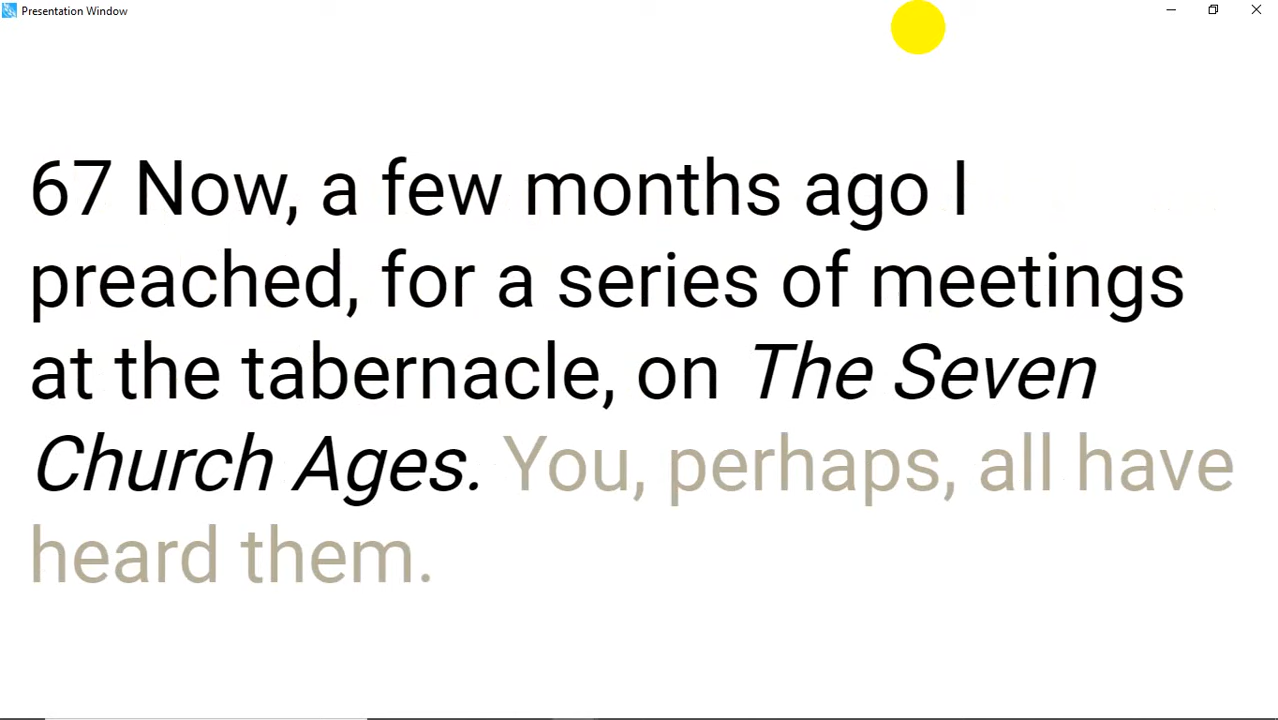 Presentation Window
67 Now, a few months ago I
preached, for a series of meetings
at the tabernacle, on The Seven
Church Ages. You, perhaps, all have
heard them.